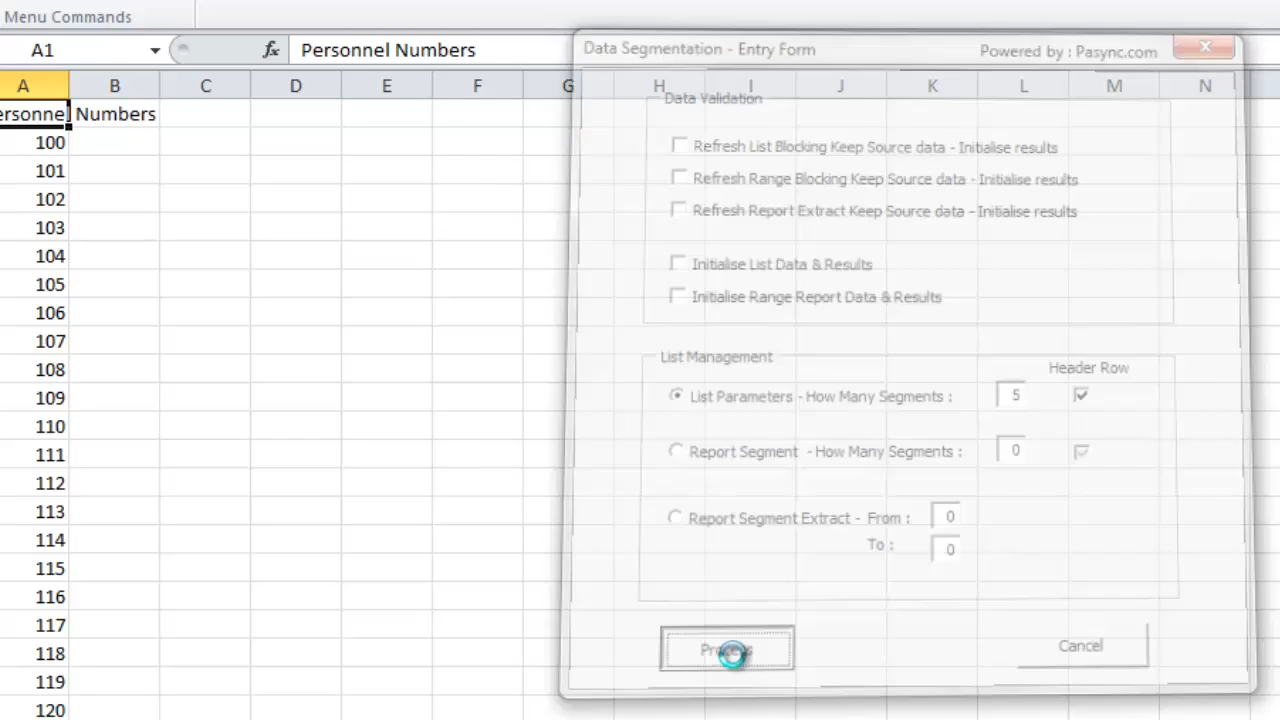 Menu Commands
A1 fx Personnel Numbers
Data Segmentation - Entry Form Powered by : Pasync.com
A B C D E F G H I J K L M N
ersonnel Numbers
Data Validation
100
Refresh List Blocking Keep Source data - Initialise results
101
Refresh Range Blocking Keep Source data - Initialise results
102
Refresh Report Extract Keep Source data - Initialise results
103
104
Initialise List Data & Results
105
Initialise Range Report Data & Results
106
107
List Management
Header Row
108
List Parameters - How Many Segments : 5
109
110
Report Segment - How Many Segments : 0
111
112
113
Report Segment Extract - From : 0
114
To : 0
115
116
117
118
Process Cancel
119
120